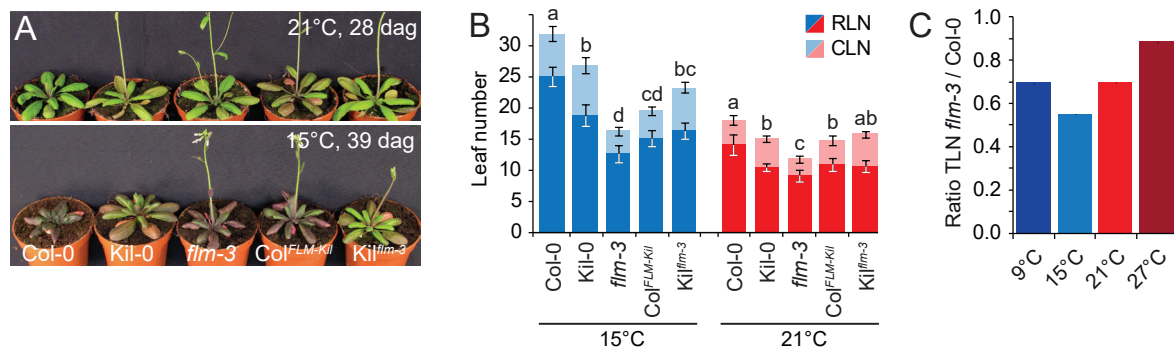 A
21°C, 28 dag
15°C, 39 dag
Col-0 Kil-0 flm-3 Col^FLM-Kil Kil^flm-3
B
Leaf number
30
25
20
15
10
5
0
a b d cd bc a b c b ab
RLN
CLN
Col-0 Kil-0 flm-3 Col^FLM-Kil Kil^flm-3 Col-0 Kil-0 flm-3 Col^FLM-Kil Kil^flm-3
15°C 21°C
C
Ratio TLN flm-3 / Col-0
1.0
0.8
0.6
0.4
0.2
0.0
9°C 15°C 21°C 27°C